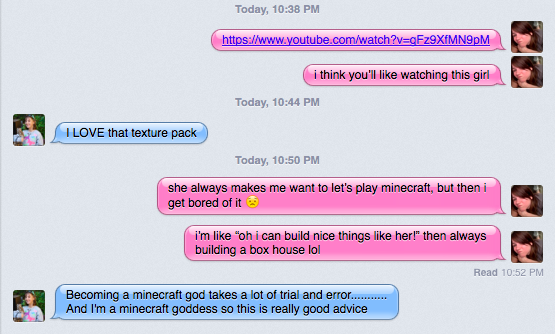 Today, 10:38 PM
https://www.youtube.com/watch?v=gFz9XfMN9pM
i think you'll like watching this girl
Today, 10:44 PM
I LOVE that texture pack
Today, 10:50 PM
she always makes me want to let's play minecraft, but then i
get bored of it 😟
i'm like “oh i can build nice things like her!” then always
building a box house lol
Read 10:52 PM
Becoming a minecraft god takes a lot of trial and error...........
And I'm a minecraft goddess so this is really good advice